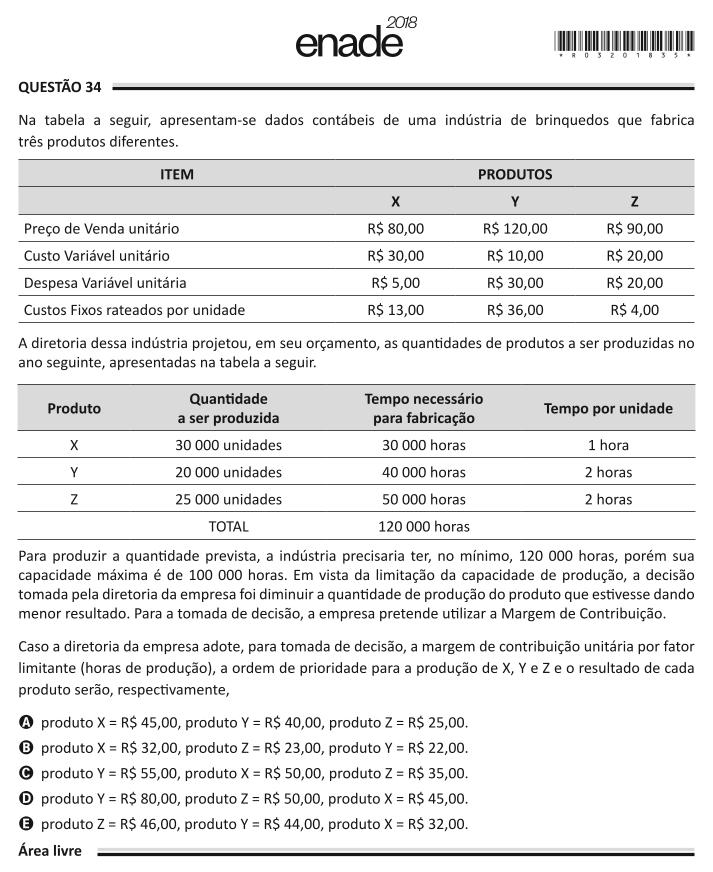 enade 2018
*R0320183 5*
QUESTÃO 34
Na tabela a seguir, apresentam-se dados contábeis de uma indústria de brinquedos que fabrica
três produtos diferentes.
ITEM PRODUTOS
X Y Z
Preço de Venda unitário R$ 80,00 R$ 120,00 R$ 90,00
Custo Variável unitário R$ 30,00 R$ 10,00 R$ 20,00
Despesa Variável unitária R$ 5,00 R$ 30,00 R$ 20,00
Custos Fixos rateados por unidade R$ 13,00 R$ 36,00 R$ 4,00
A diretoria dessa indústria projetou, em seu orçamento, as quantidades de produtos a ser produzidas no
ano seguinte, apresentadas na tabela a seguir.
Produto Quantidade a ser produzida Tempo necessário para fabricação Tempo por unidade
X 30 000 unidades 30 000 horas 1 hora
Y 20 000 unidades 40 000 horas 2 horas
Z 25 000 unidades 50 000 horas 2 horas
TOTAL 120 000 horas
Para produzir a quantidade prevista, a indústria precisaria ter, no mínimo, 120 000 horas, porém sua
capacidade máxima é de 100 000 horas. Em vista da limitação da capacidade de produção, a decisão
tomada pela diretoria da empresa foi diminuir a quantidade de produção do produto que estivesse dando
menor resultado. Para a tomada de decisão, a empresa pretende utilizar a Margem de Contribuição.
Caso a diretoria da empresa adote, para tomada de decisão, a margem de contribuição unitária por fator
limitante (horas de produção), a ordem de prioridade para a produção de X, Y e Z e o resultado de cada
produto serão, respectivamente,
A produto X = R$ 45,00, produto Y = R$ 40,00, produto Z = R$ 25,00.
B produto X = R$ 32,00, produto Z = R$ 23,00, produto Y = R$ 22,00.
C produto Y = R$ 55,00, produto X = R$ 50,00, produto Z = R$ 35,00.
D produto Y = R$ 80,00, produto Z = R$ 50,00, produto X = R$ 45,00.
E produto Z = R$ 46,00, produto Y = R$ 44,00, produto X = R$ 32,00.
Área livre